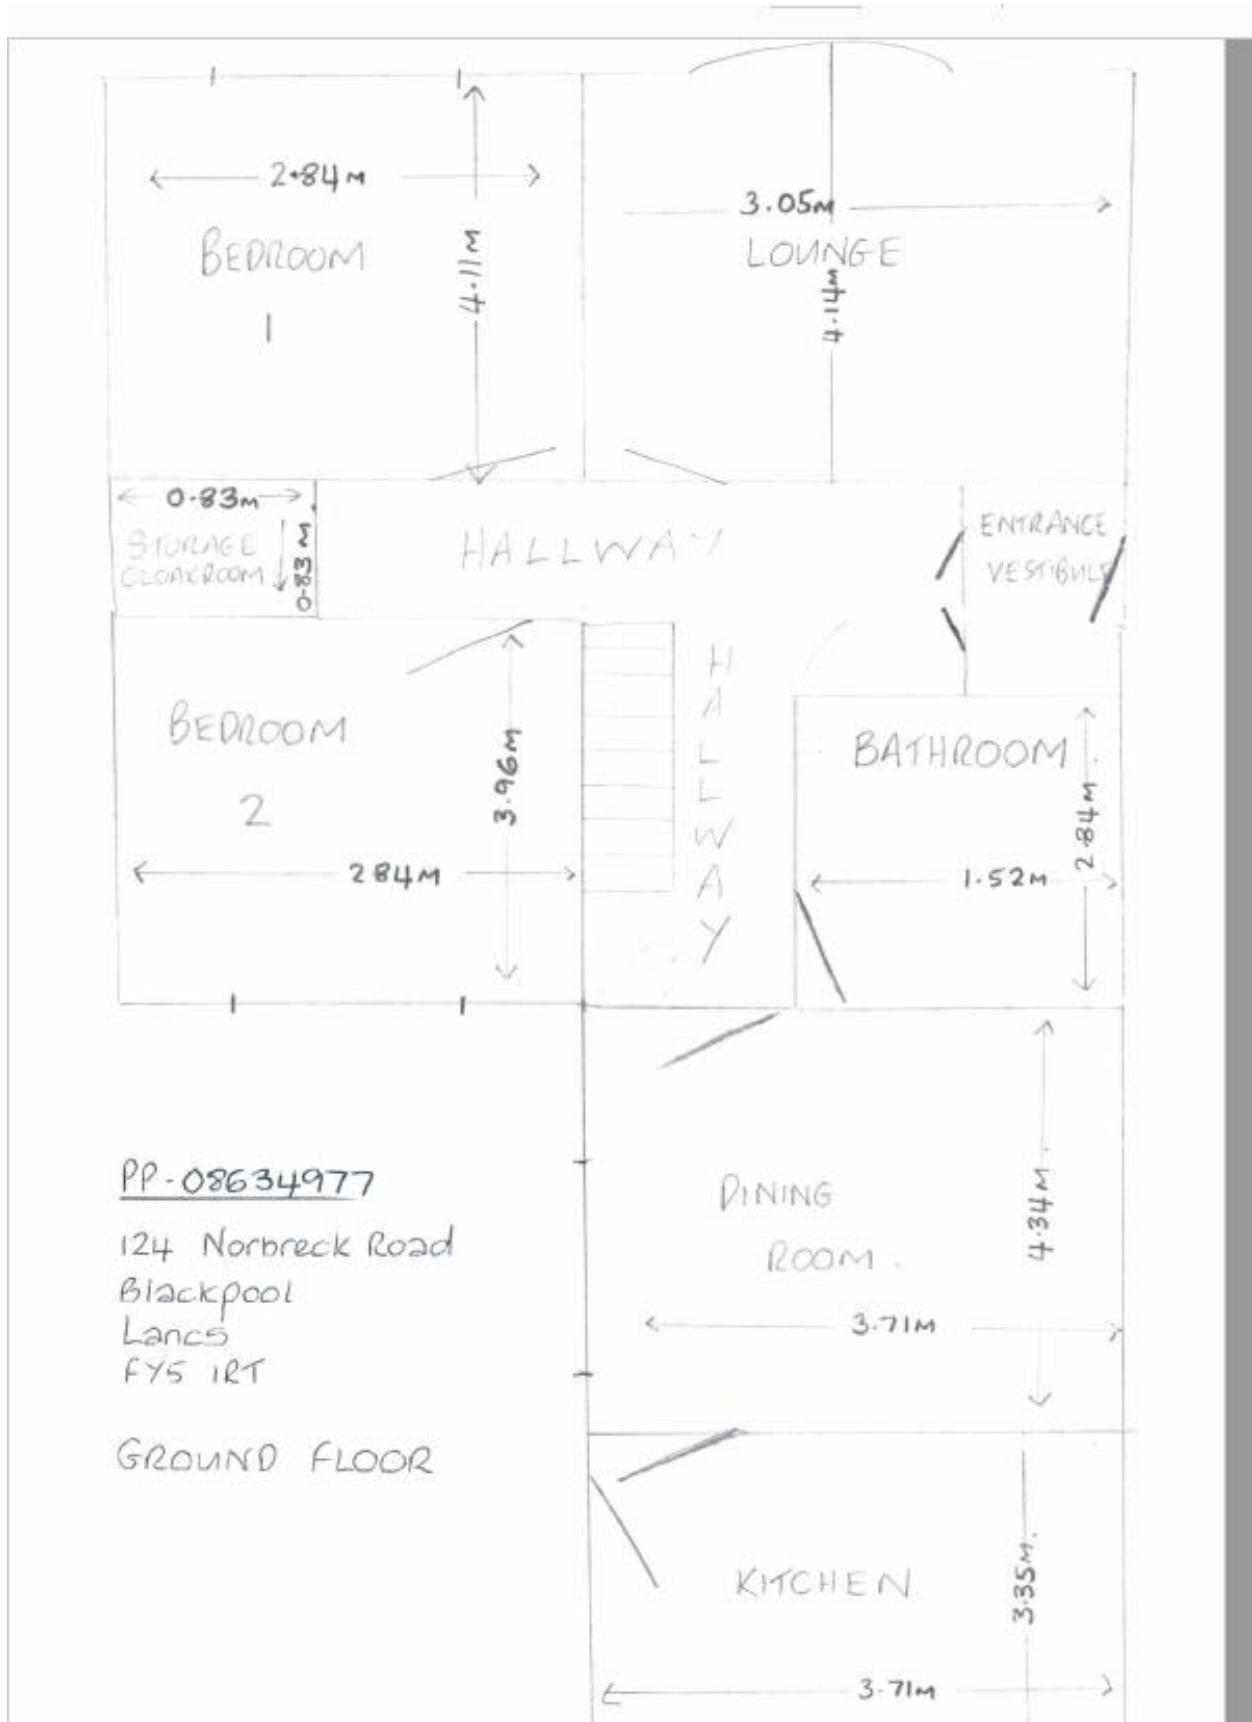 2.84M
BEDROOM
1
4.11M
3.05M
LOUNGE
4.14M
0.83M
STORAGE
CLOAKROOM
0.83 M
HALLWAY
ENTRANCE
VESTIBULE
BEDROOM
2
3.96M
284M
HALLWAY
BATHROOM
2.84M.
1.52M
DINING
ROOM.
4.34M.
3.71M
PP-08634977
124 Norbreck Road
Blackpool
Lancs
FY5 1RT
GROUND FLOOR
KITCHEN
3.35M.
3.71M